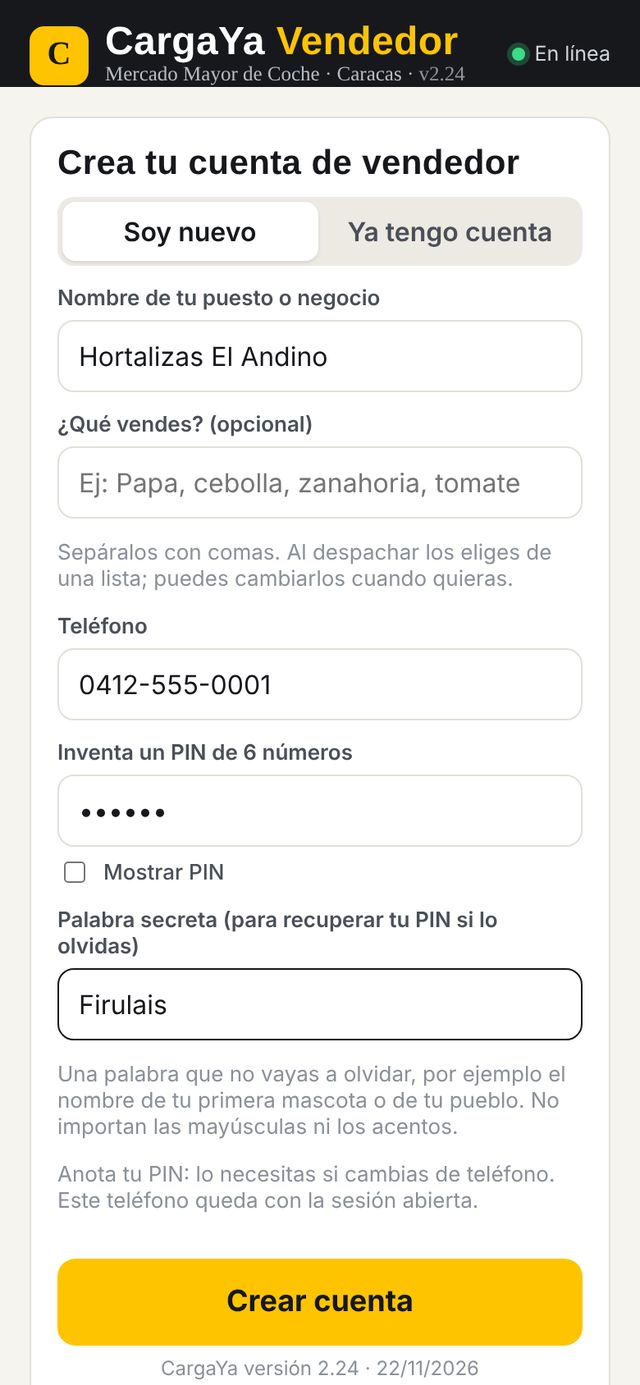 C
CargaYa Vendedor
Mercado Mayor de Coche · Caracas · v2.24
En línea
Crea tu cuenta de vendedor
Soy nuevo
Ya tengo cuenta
Nombre de tu puesto o negocio
Hortalizas El Andino
¿Qué vendes? (opcional)
Ej: Papa, cebolla, zanahoria, tomate
Sepáralos con comas. Al despachar los eliges de
una lista; puedes cambiarlos cuando quieras.
Teléfono
0412-555-0001
Inventa un PIN de 6 números
••••••
Mostrar PIN
Palabra secreta (para recuperar tu PIN si lo
olvidas)
Firulais
Una palabra que no vayas a olvidar, por ejemplo el
nombre de tu primera mascota o de tu pueblo. No
importan las mayúsculas ni los acentos.
Anota tu PIN: lo necesitas si cambias de teléfono.
Este teléfono queda con la sesión abierta.
Crear cuenta
CargaYa versión 2.24 · 22/11/2026